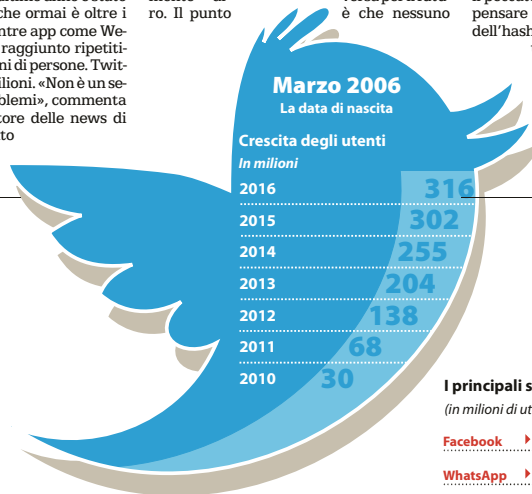 che ormai è oltre i
ntre app come We-
raggiunto ripetiti-
ni di persone. Twit-
ilioni. «Non è un se-
blemi», commenta
tore delle news di
to
ro. Il punto
è che nessuno
pensare
dell'hash
Marzo 2006
La data di nascita
Crescita degli utenti
In milioni
2016 316
2015 302
2014 255
2013 204
2012 138
2011 68
2010 30
I principali s
(in milioni di ut
Facebook
WhatsApp